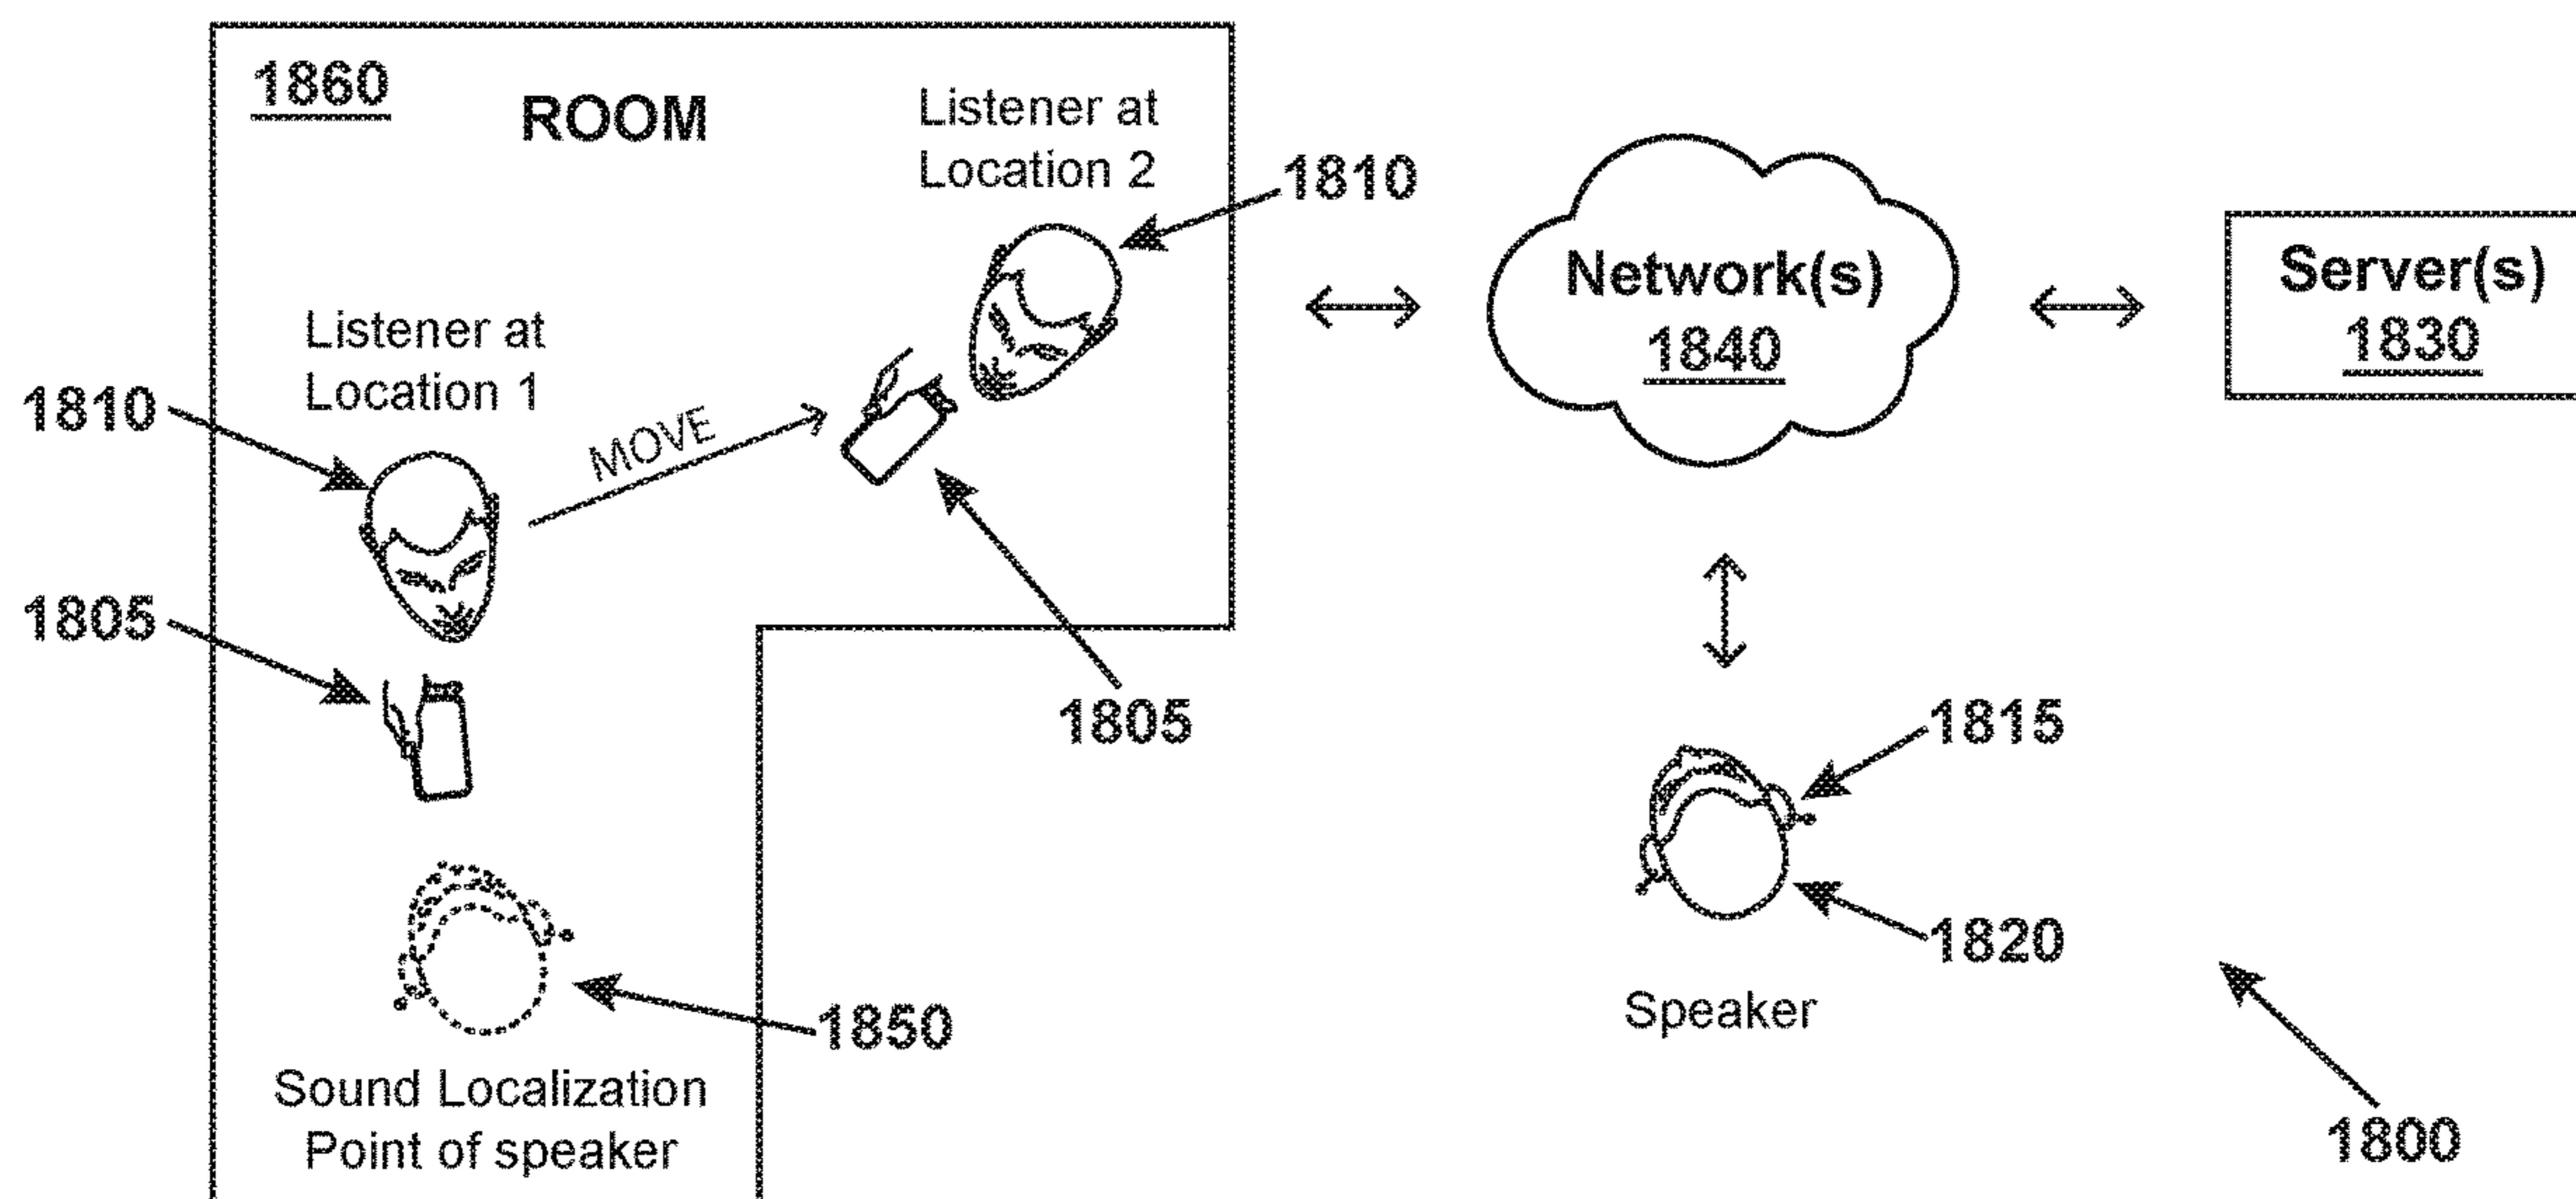 1860
ROOM
Listener at
Location 2
1810
Network(s)
1840
Server(s)
1830
Listener at
Location 1
1810
MOVE
1805
1805
1815
1820
Speaker
1850
Sound Localization
Point of speaker
1800